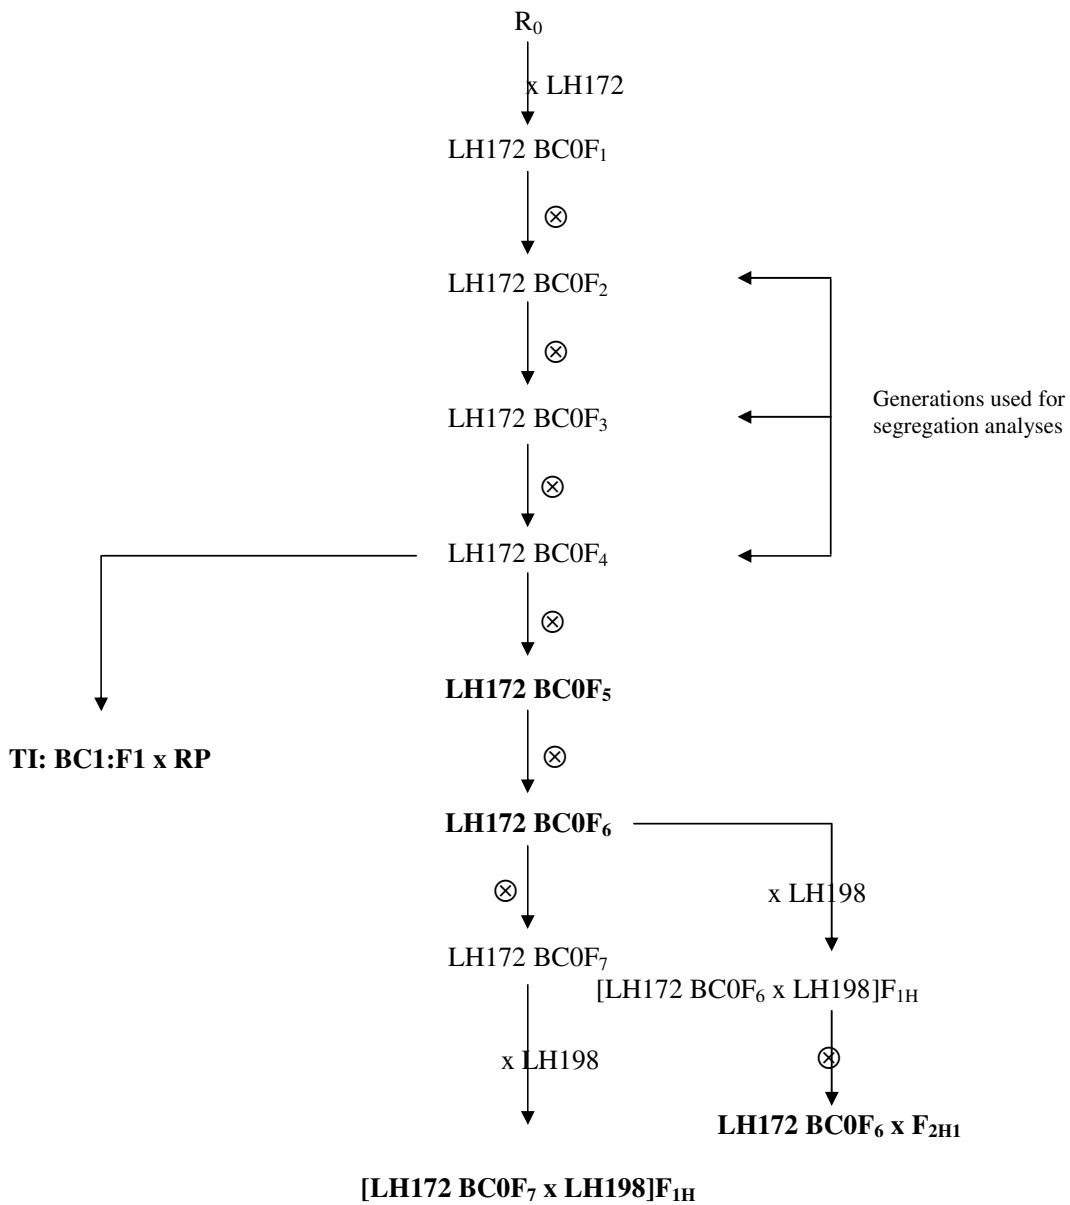 R₀
x LH172
LH172 BC0F₁
⊗
LH172 BC0F₂
⊗
Generations used for
segregation analyses
LH172 BC0F₃
⊗
LH172 BC0F₄
⊗
LH172 BC0F₅
TI: BC1:F1 x RP
⊗
LH172 BC0F₆
⊗
x LH198
LH172 BC0F₇
[LH172 BC0F₆ x LH198]F₁H
x LH198
⊗
LH172 BC0F₆ x F₂H₁
[LH172 BC0F₇ x LH198]F₁H